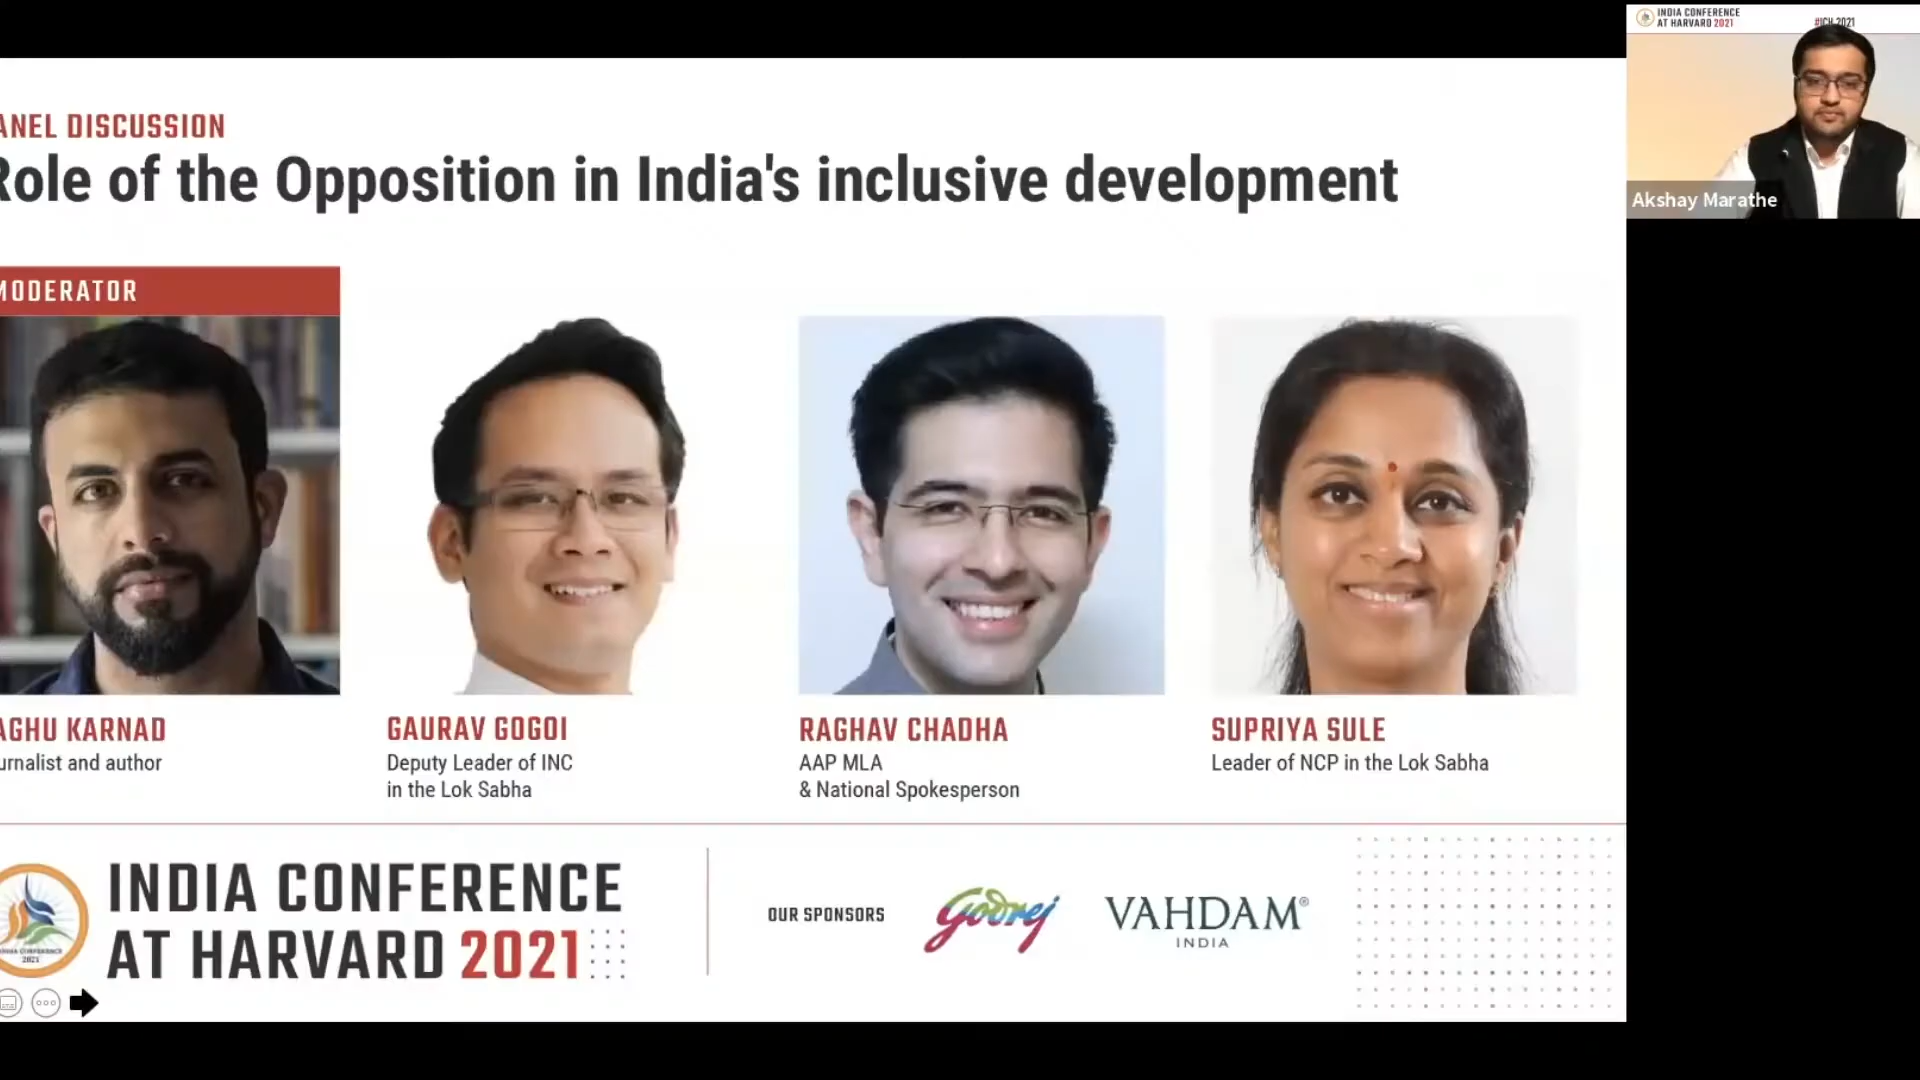 ANEL DISCUSSION
Role of the Opposition in India's inclusive development
MODERATOR
AGHU KARNAD
urnalist and author
GAURAV GOGOI
Deputy Leader of INC
in the Lok Sabha
RAGHAV CHADHA
AAP MLA
& National Spokesperson
SUPRIYA SULE
Leader of NCP in the Lok Sabha
INDIA CONFERENCE
AT HARVARD 2021
2021
OUR SPONSORS
Godrej
VAHDAM®
INDIA
INDIA CONFERENCE
AT HARVARD 2021
#ICH 2021
Akshay Marathe